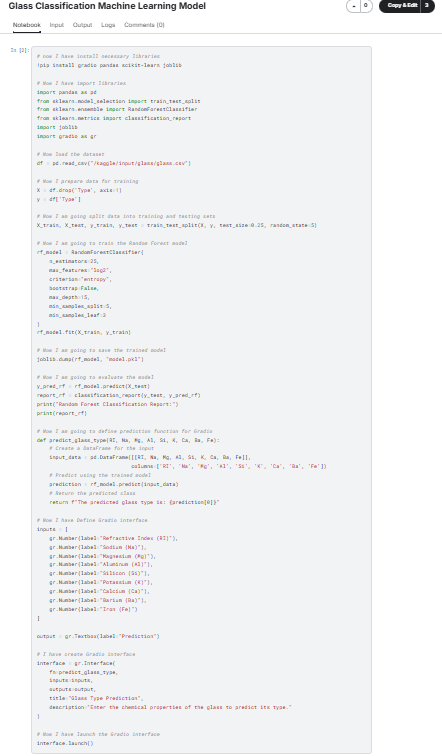 Glass Classification Machine Learning Model
0
Copy & Edit 3
Notebook Input Output Logs Comments (0)
In [2]:
# now I have install necessary libraries
!pip install gradio pandas scikit-learn joblib
# Now I have import libraries
import pandas as pd
from sklearn.model_selection import train_test_split
from sklearn.ensemble import RandomForestClassifier
from sklearn.metrics import classification_report
import joblib
import gradio as gr
# Now load the dataset
df = pd.read_csv("/kaggle/input/glass/glass.csv")
# Now I prepare data for training
X = df.drop('Type', axis=1)
y = df['Type']
# Now I am going split data into training and testing sets
X_train, X_test, y_train, y_test = train_test_split(X, y, test_size=0.25, random_state=5)
# Now I am going to train the Random Forest model
rf_model = RandomForestClassifier(
n_estimators=25,
max_features="log2",
criterion="entropy",
bootstrap=False,
max_depth=15,
min_samples_split=5,
min_samples_leaf=3
)
rf_model.fit(X_train, y_train)
# Now I am going to save the trained model
joblib.dump(rf_model, "model.pkl")
# Now I am going to evaluate the model
y_pred_rf = rf_model.predict(X_test)
report_rf = classification_report(y_test, y_pred_rf)
print("Random Forest Classification Report:")
print(report_rf)
# Now I am going to define prediction function for Gradio
def predict_glass_type(RI, Na, Mg, Al, Si, K, Ca, Ba, Fe):
# Create a DataFrame for the input
input_data = pd.DataFrame([[RI, Na, Mg, Al, Si, K, Ca, Ba, Fe]],
columns=['RI', 'Na', 'Mg', 'Al', 'Si', 'K', 'Ca', 'Ba', 'Fe'])
# Predict using the trained model
prediction = rf_model.predict(input_data)
# Return the predicted class
return f"The predicted glass type is: {prediction[0]}"
# Now I have Define Gradio interface
inputs = [
gr.Number(label="Refractive Index (RI)"),
gr.Number(label="Sodium (Na)"),
gr.Number(label="Magnesium (Mg)"),
gr.Number(label="Aluminum (Al)"),
gr.Number(label="Silicon (Si)"),
gr.Number(label="Potassium (K)"),
gr.Number(label="Calcium (Ca)"),
gr.Number(label="Barium (Ba)"),
gr.Number(label="Iron (Fe)")
]
output = gr.Textbox(label="Prediction")
# I have create Gradio interface
interface = gr.Interface(
fn=predict_glass_type,
inputs=inputs,
outputs=output,
title="Glass Type Prediction",
description="Enter the chemical properties of the glass to predict its type."
)
# Now I have launch the Gradio interface
interface.launch()